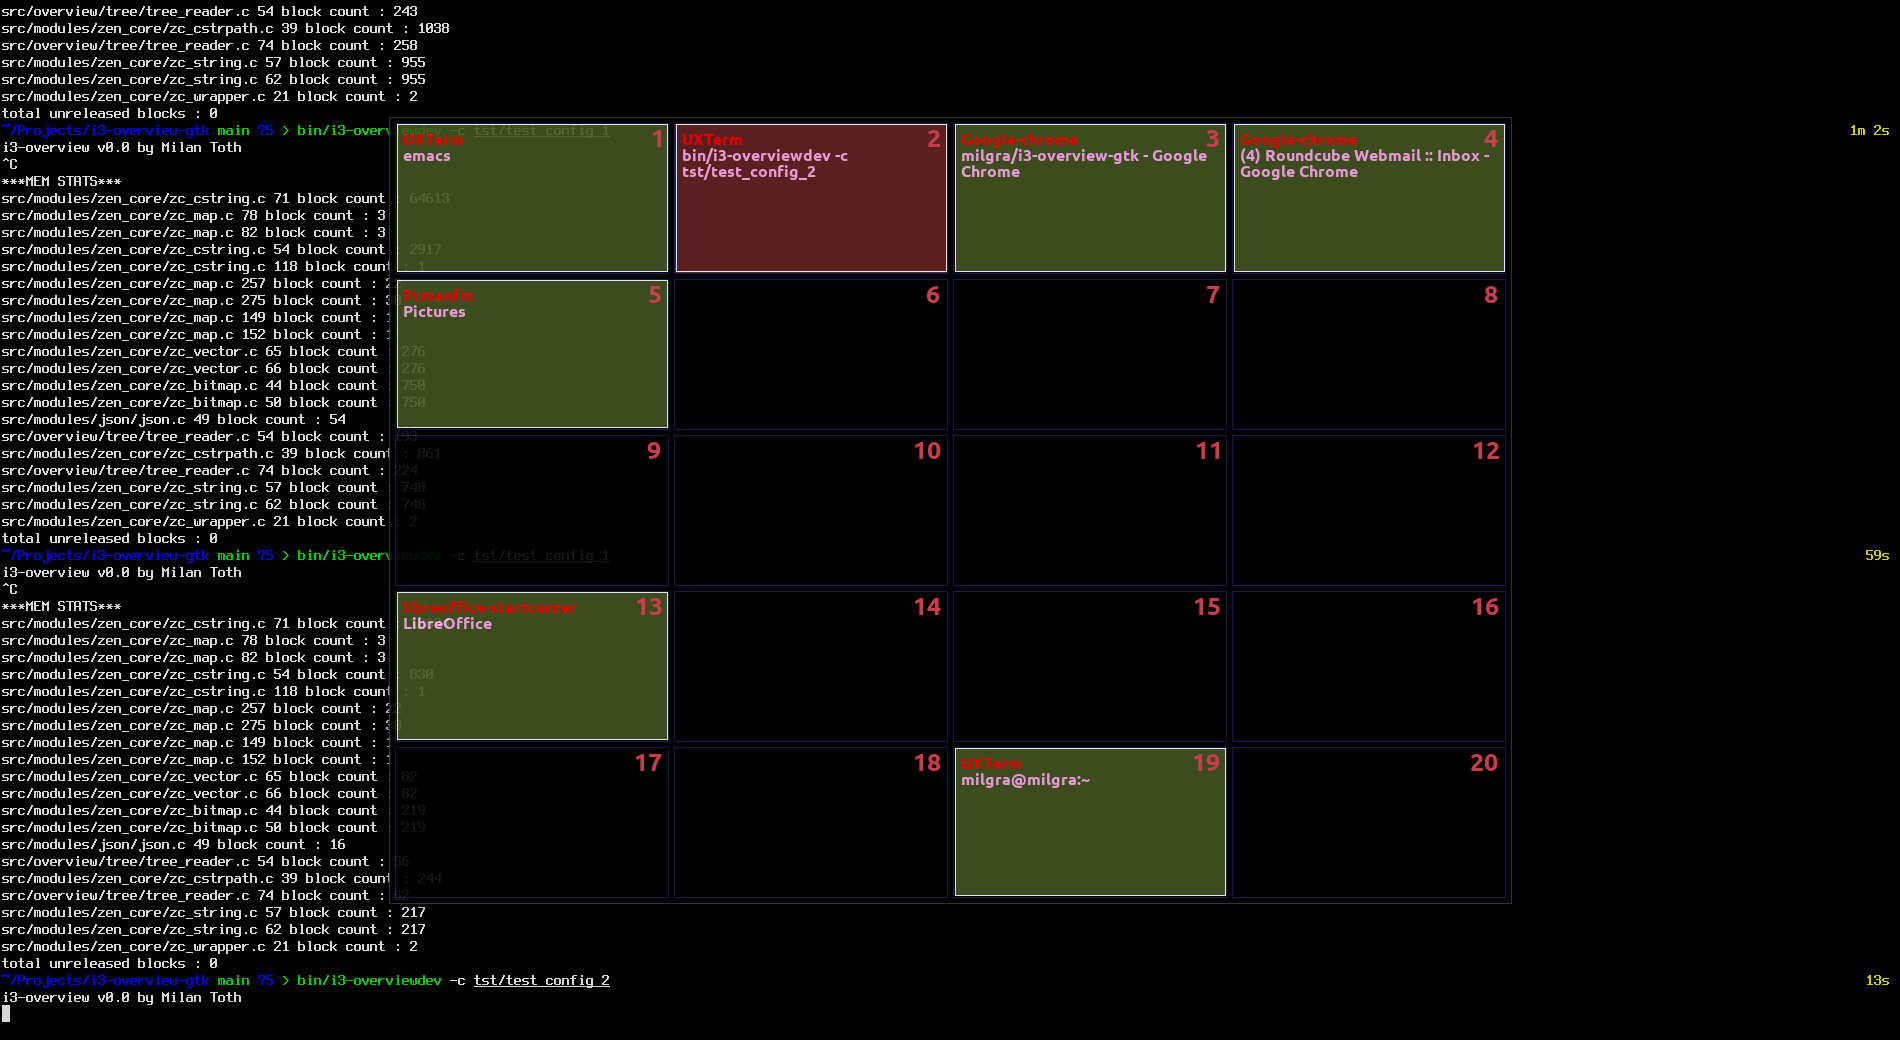 src/overview/tree/tree_reader.c 54 block count : 243
src/modules/zen_core/zc_cstrpath.c 39 block count : 1038
src/overview/tree/tree_reader.c 74 block count : 258
src/modules/zen_core/zc_string.c 57 block count : 955
src/modules/zen_core/zc_string.c 62 block count : 955
src/modules/zen_core/zc_wrapper.c 21 block count : 2
total unreleased blocks : 0
~/Projects/i3-overview-gtk main ?5 > bin/i3-overviewdev -c tst/test_config_1 1m 2s
i3-overview v0.0 by Milan Toth
^C
***MEM STATS***
src/modules/zen_core/zc_cstring.c 71 block count : 64613
src/modules/zen_core/zc_map.c 78 block count : 3
src/modules/zen_core/zc_map.c 82 block count : 3
src/modules/zen_core/zc_cstring.c 54 block count : 2917
src/modules/zen_core/zc_cstring.c 118 block count : 1
src/modules/zen_core/zc_map.c 257 block count :
src/modules/zen_core/zc_map.c 275 block count :
src/modules/zen_core/zc_map.c 149 block count :
src/modules/zen_core/zc_map.c 152 block count :
src/modules/zen_core/zc_vector.c 65 block count : 276
src/modules/zen_core/zc_vector.c 66 block count : 276
src/modules/zen_core/zc_bitmap.c 44 block count : 750
src/modules/zen_core/zc_bitmap.c 50 block count : 750
src/modules/json/json.c 49 block count : 54
src/overview/tree/tree_reader.c 54 block count : 193
src/modules/zen_core/zc_cstrpath.c 39 block count : 861
src/overview/tree/tree_reader.c 74 block count : 224
src/modules/zen_core/zc_string.c 57 block count : 748
src/modules/zen_core/zc_string.c 62 block count : 748
src/modules/zen_core/zc_wrapper.c 21 block count : 2
total unreleased blocks : 0
~/Projects/i3-overview-gtk main ?5 > bin/i3-overviewdev -c tst/test_config_1 59s
i3-overview v0.0 by Milan Toth
^C
***MEM STATS***
src/modules/zen_core/zc_cstring.c 71 block count
src/modules/zen_core/zc_map.c 78 block count : 3
src/modules/zen_core/zc_map.c 82 block count : 3
src/modules/zen_core/zc_cstring.c 54 block count : 830
src/modules/zen_core/zc_cstring.c 118 block count : 1
src/modules/zen_core/zc_map.c 257 block count :
src/modules/zen_core/zc_map.c 275 block count :
src/modules/zen_core/zc_map.c 149 block count :
src/modules/zen_core/zc_map.c 152 block count :
src/modules/zen_core/zc_vector.c 65 block count : 82
src/modules/zen_core/zc_vector.c 66 block count : 82
src/modules/zen_core/zc_bitmap.c 44 block count : 219
src/modules/zen_core/zc_bitmap.c 50 block count : 219
src/modules/json/json.c 49 block count : 16
src/overview/tree/tree_reader.c 54 block count : 56
src/modules/zen_core/zc_cstrpath.c 39 block count : 244
src/overview/tree/tree_reader.c 74 block count : 62
src/modules/zen_core/zc_string.c 57 block count : 217
src/modules/zen_core/zc_string.c 62 block count : 217
src/modules/zen_core/zc_wrapper.c 21 block count : 2
total unreleased blocks : 0
~/Projects/i3-overview-gtk main ?5 > bin/i3-overviewdev -c tst/test_config_2 13s
i3-overview v0.0 by Milan Toth
UXTerm 1
emacs
UXTerm 2
bin/i3-overviewdev -c
tst/test_config_2
Google-chrome 3
milgra/i3-overview-gtk - Google
Chrome
Google-chrome 4
(4) Roundcube Webmail :: Inbox -
Google Chrome
Pcmanfm 5
Pictures
6
7
8
9
10
11
12
libreoffice-startcenter 13
LibreOffice
14
15
16
17
18
UXTerm 19
milgra@milgra:~
20